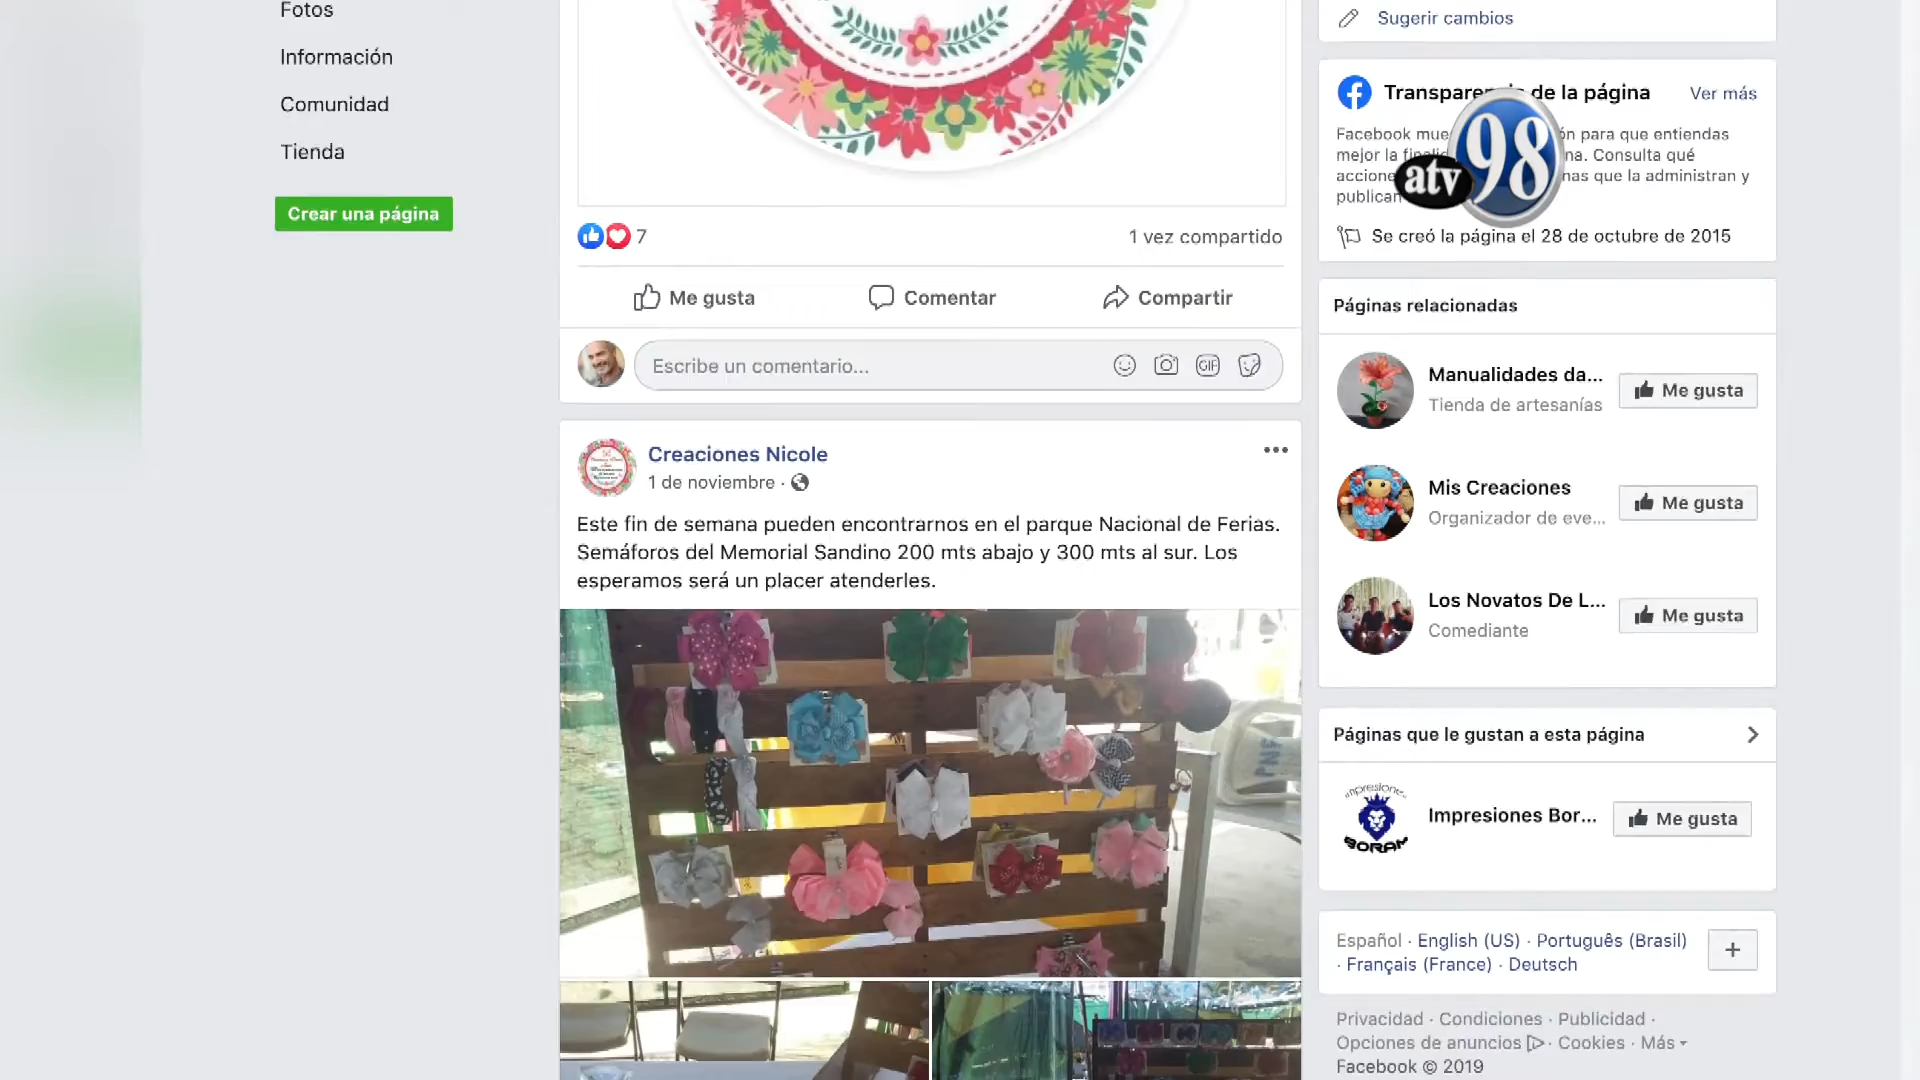 Fotos
Información
Comunidad
Tienda
Crear una página
7
1 vez compartido
Me gusta
Comentar
Compartir
Escribe un comentario...
GIF
Creaciones Nicole
1 de noviembre ·
Este fin de semana pueden encontrarnos en el parque Nacional de Ferias.
Semáforos del Memorial Sandino 200 mts abajo y 300 mts al sur. Los
esperamos será un placer atenderles.
Sugerir cambios
Transparencia de la página
Ver más
Facebook
para que entiendas
mejor la
Consulta qué
que la administran y
publican
atv 98
Se creó la página el 28 de octubre de 2015
Páginas relacionadas
Manualidades da...
Tienda de artesanías
Me gusta
Mis Creaciones
Organizador de eve...
Me gusta
Los Novatos De L...
Comediante
Me gusta
Páginas que le gustan a esta página
BORAM
Impresiones Bor...
Me gusta
Español · English (US) · Português (Brasil)
· Français (France) · Deutsch
Privacidad · Condiciones · Publicidad ·
Opciones de anuncios · Cookies · Más
Facebook © 2019